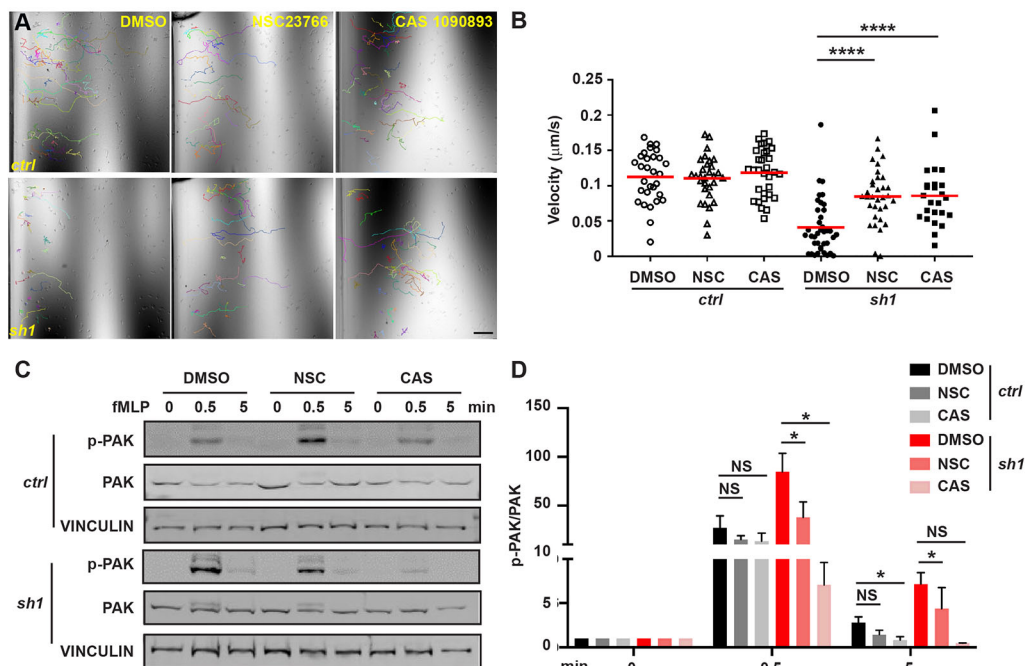 A
DMSO
NSC23766
CAS 1090893
ctrl
sh1
B
****
****
Velocity (μm/s)
0.25
0.2
0.15
0.1
0.05
0
DMSO NSC CAS DMSO NSC CAS
ctrl sh1
C
DMSO NSC CAS
fMLP 0 0.5 5 0 0.5 5 0 0.5 5 min
ctrl
p-PAK
PAK
VINCULIN
sh1
p-PAK
PAK
VINCULIN
D
DMSO
NSC
CAS
ctrl
DMSO
NSC
CAS
sh1
p-PAK/PAK
150
100
50
10
5
0
NS
NS
*
*
NS
*
NS
*
min 0 0.5 5